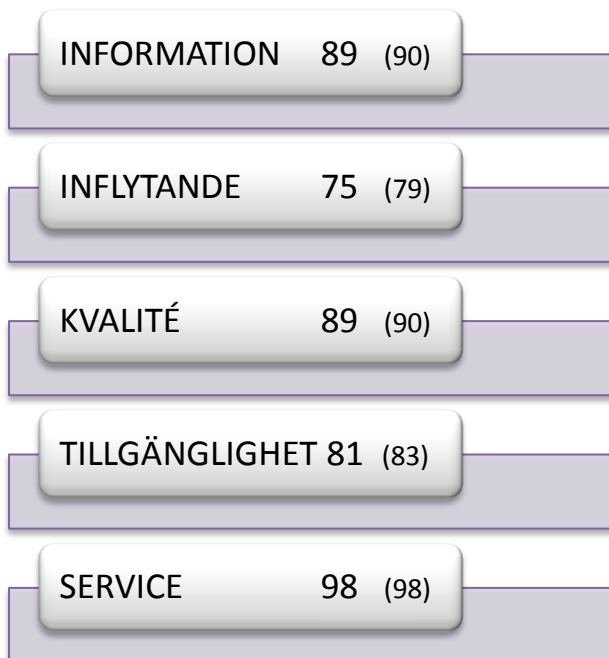 INFORMATION 89 (90)
INFLYTANDE 75 (79)
KVALITÉ 89 (90)
TILLGÄNGLIGHET 81 (83)
SERVICE 98 (98)